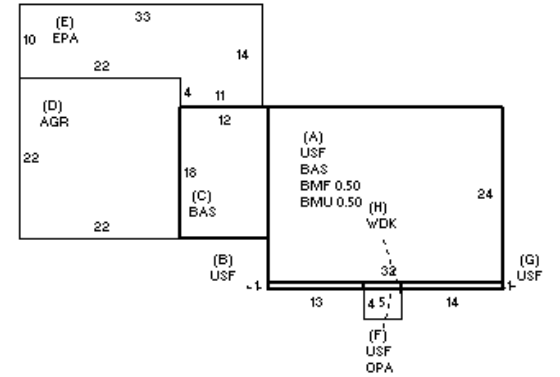 33
(E)
EPA
10
14
22
4
11
(D)
AGR
12
(A)
USF
BAS
BMF 0.50
BMU 0.50
22
18
24
(C)
BAS
(H)
WDK
22
(B)
USF
(G)
USF
32
1
1
13
4
5
14
(F)
USF
OPA